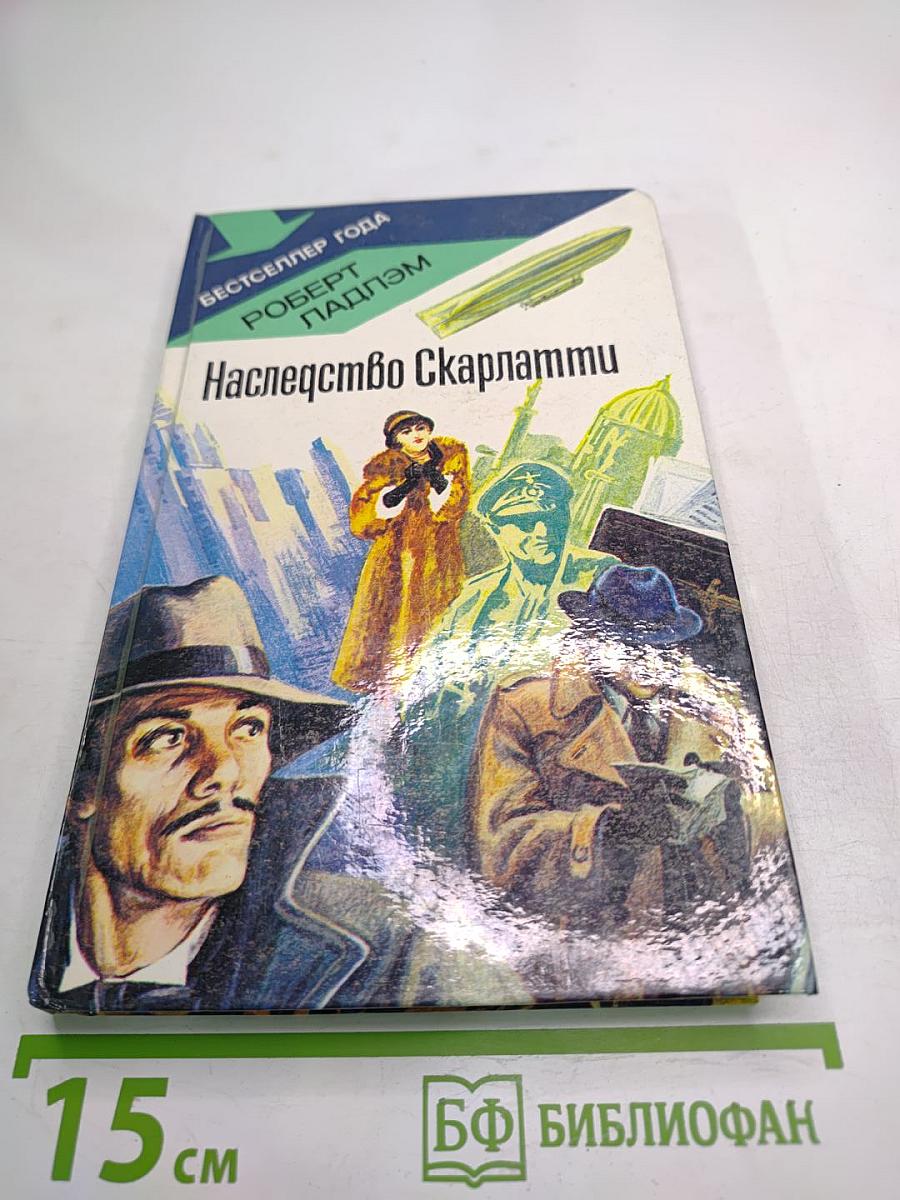 БЕСТСЕЛЛЕР ГОДА
РОБЕРТ
ЛАДЛЭМ
Наследство Скарлатти
15 см
БФ БИБЛИОФАН